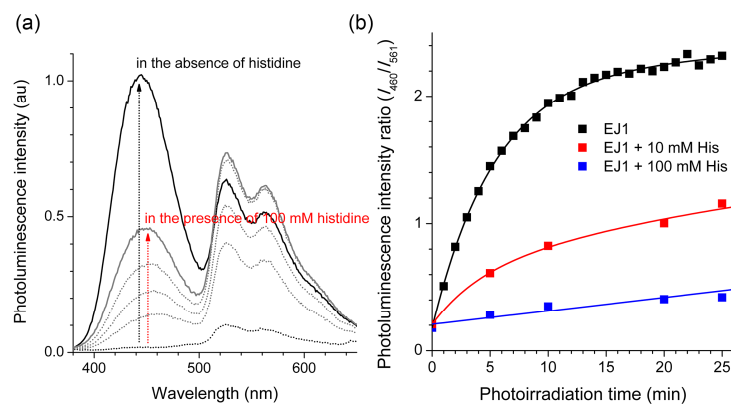 (a)
in the absence of histidine
in the presence of 100 mM histidine
Photoluminescence intensity (au)
1.0
0.5
0.0
400
500
600
Wavelength (nm)
(b)
Photoluminescence intensity ratio (I460/I561)
2
1
0
EJ1
EJ1 + 10 mM His
EJ1 + 100 mM His
0
5
10
15
20
25
Photoirradiation time (min)